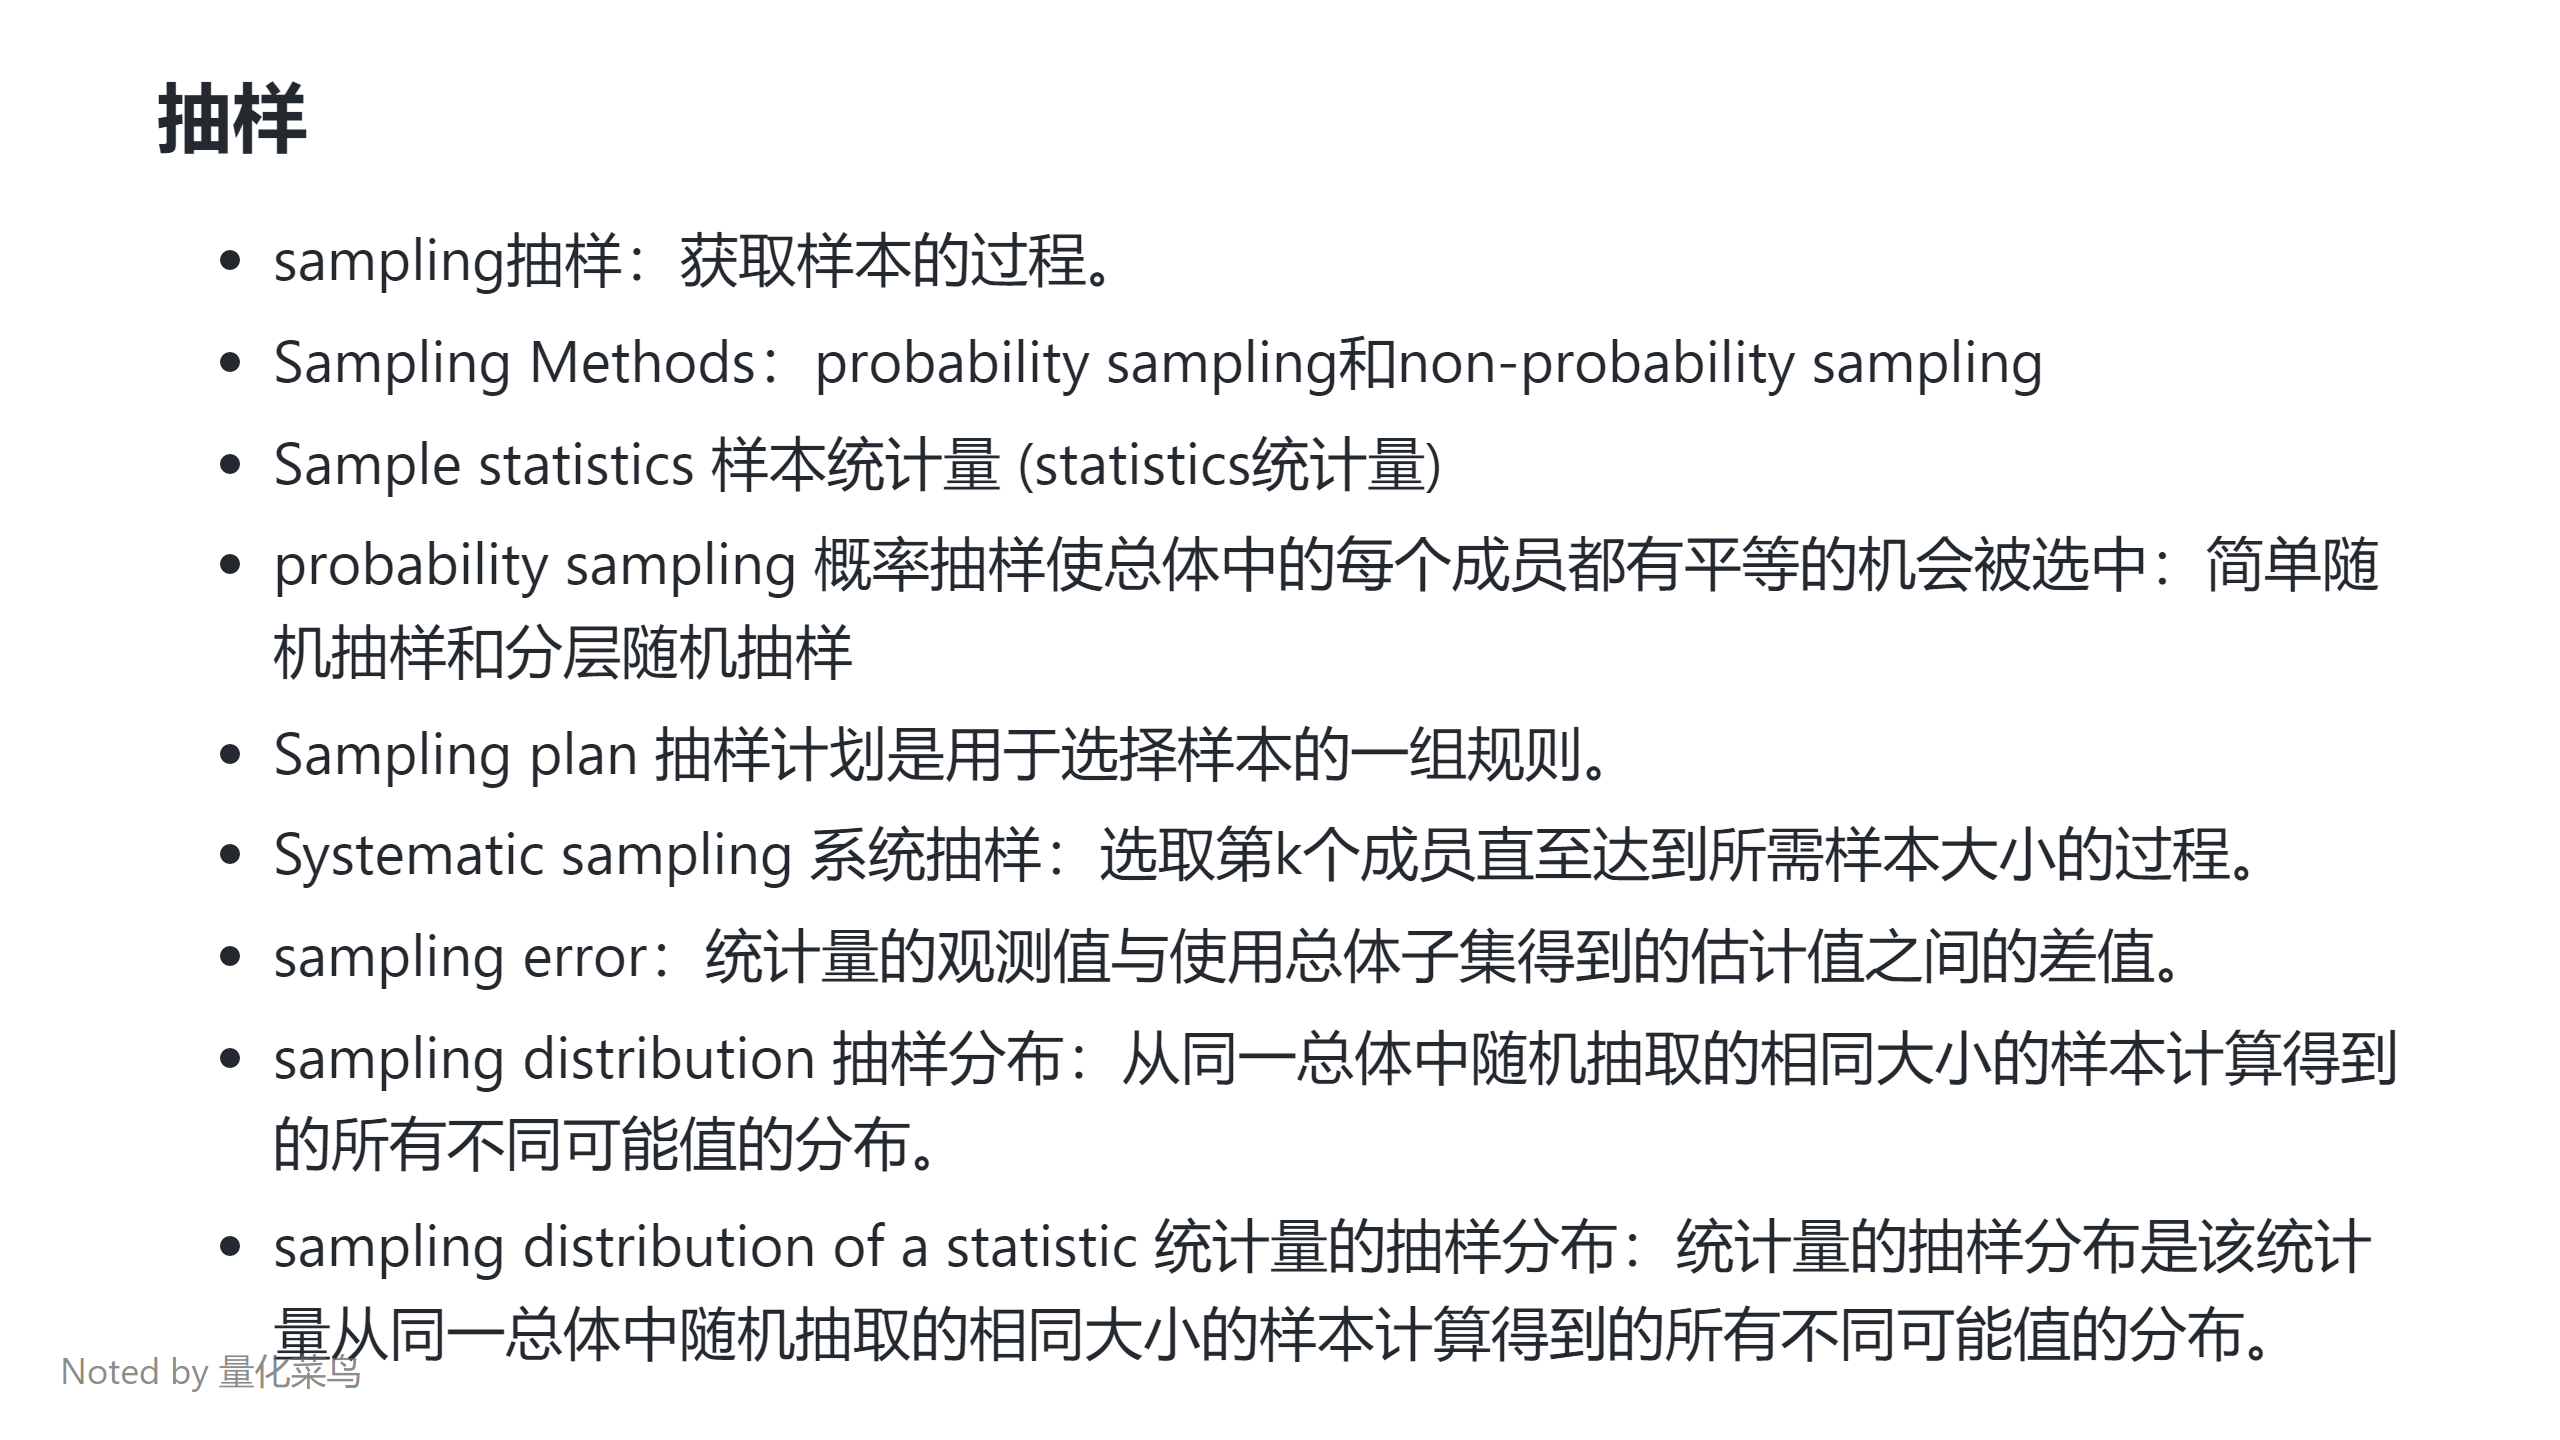 抽样
sampling抽样：获取样本的过程。
Sampling Methods：probability sampling和non-probability sampling
Sample statistics 样本统计量 (statistics统计量)
probability sampling 概率抽样使总体中的每个成员都有平等的机会被选中：简单随
机抽样和分层随机抽样
Sampling plan 抽样计划是用于选择样本的一组规则。
Systematic sampling 系统抽样：选取第k个成员直至达到所需样本大小的过程。
sampling error：统计量的观测值与使用总体子集得到的估计值之间的差值。
sampling distribution 抽样分布：从同一总体中随机抽取的相同大小的样本计算得到
的所有不同可能值的分布。
sampling distribution of a statistic 统计量的抽样分布：统计量的抽样分布是该统计
量从同一总体中随机抽取的相同大小的样本计算得到的所有不同可能值的分布。
Noted by 量化菜鸟